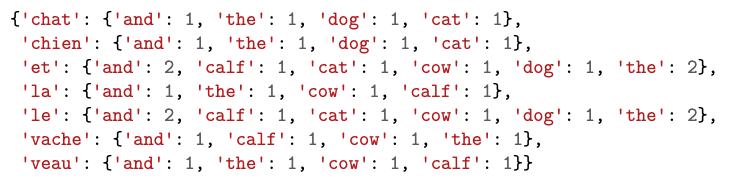 {'chat': {'and': 1, 'the': 1, 'dog': 1, 'cat': 1},
'chien': {'and': 1, 'the': 1, 'dog': 1, 'cat': 1},
'et': {'and': 2, 'calf': 1, 'cat': 1, 'cow': 1, 'dog': 1, 'the': 2},
'la': {'and': 1, 'the': 1, 'cow': 1, 'calf': 1},
'le': {'and': 2, 'calf': 1, 'cat': 1, 'cow': 1, 'dog': 1, 'the': 2},
'vache': {'and': 1, 'calf': 1, 'cow': 1, 'the': 1},
'veau': {'and': 1, 'the': 1, 'cow': 1, 'calf': 1}}